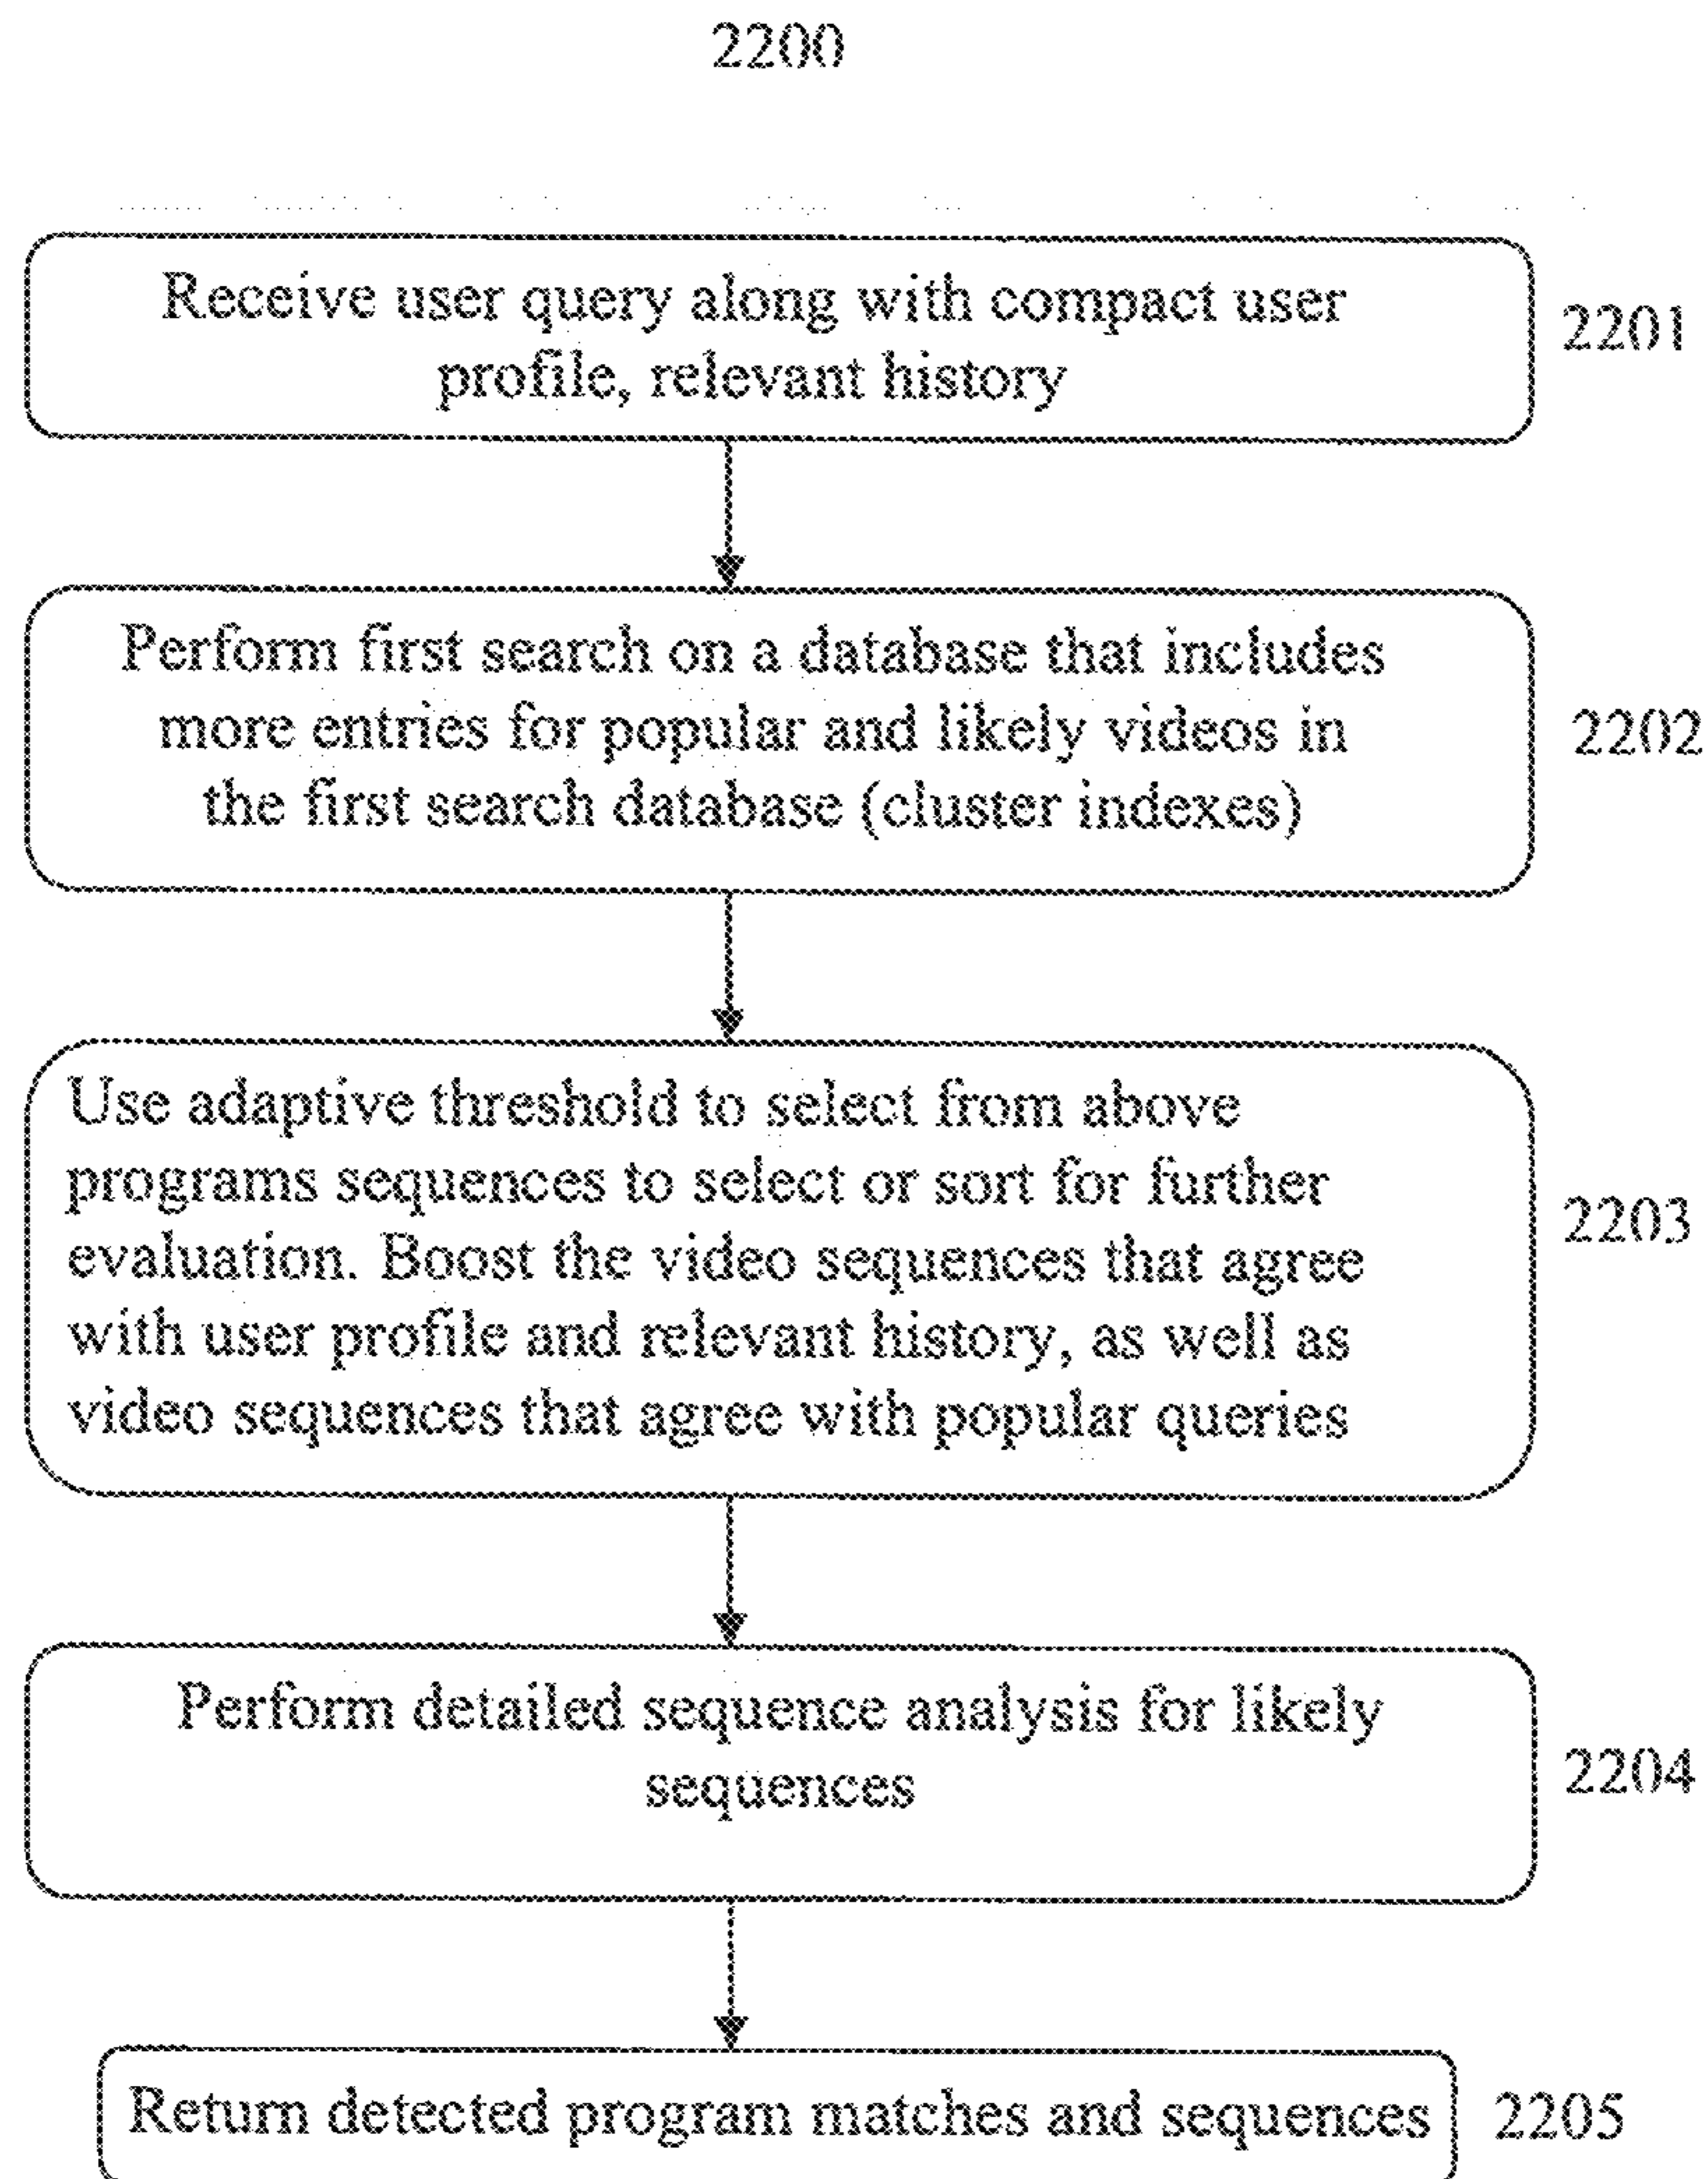 2200
Receive user query along with compact user
profile, relevant history
2201
Perform first search on a database that includes
more entries for popular and likely videos in
the first search database (cluster indexes)
2202
Use adaptive threshold to select from above
programs sequences to select or sort for further
evaluation. Boost the video sequences that agree
with user profile and relevant history, as well as
video sequences that agree with popular queries
2203
Perform detailed sequence analysis for likely
sequences
2204
Return detected program matches and sequences
2205